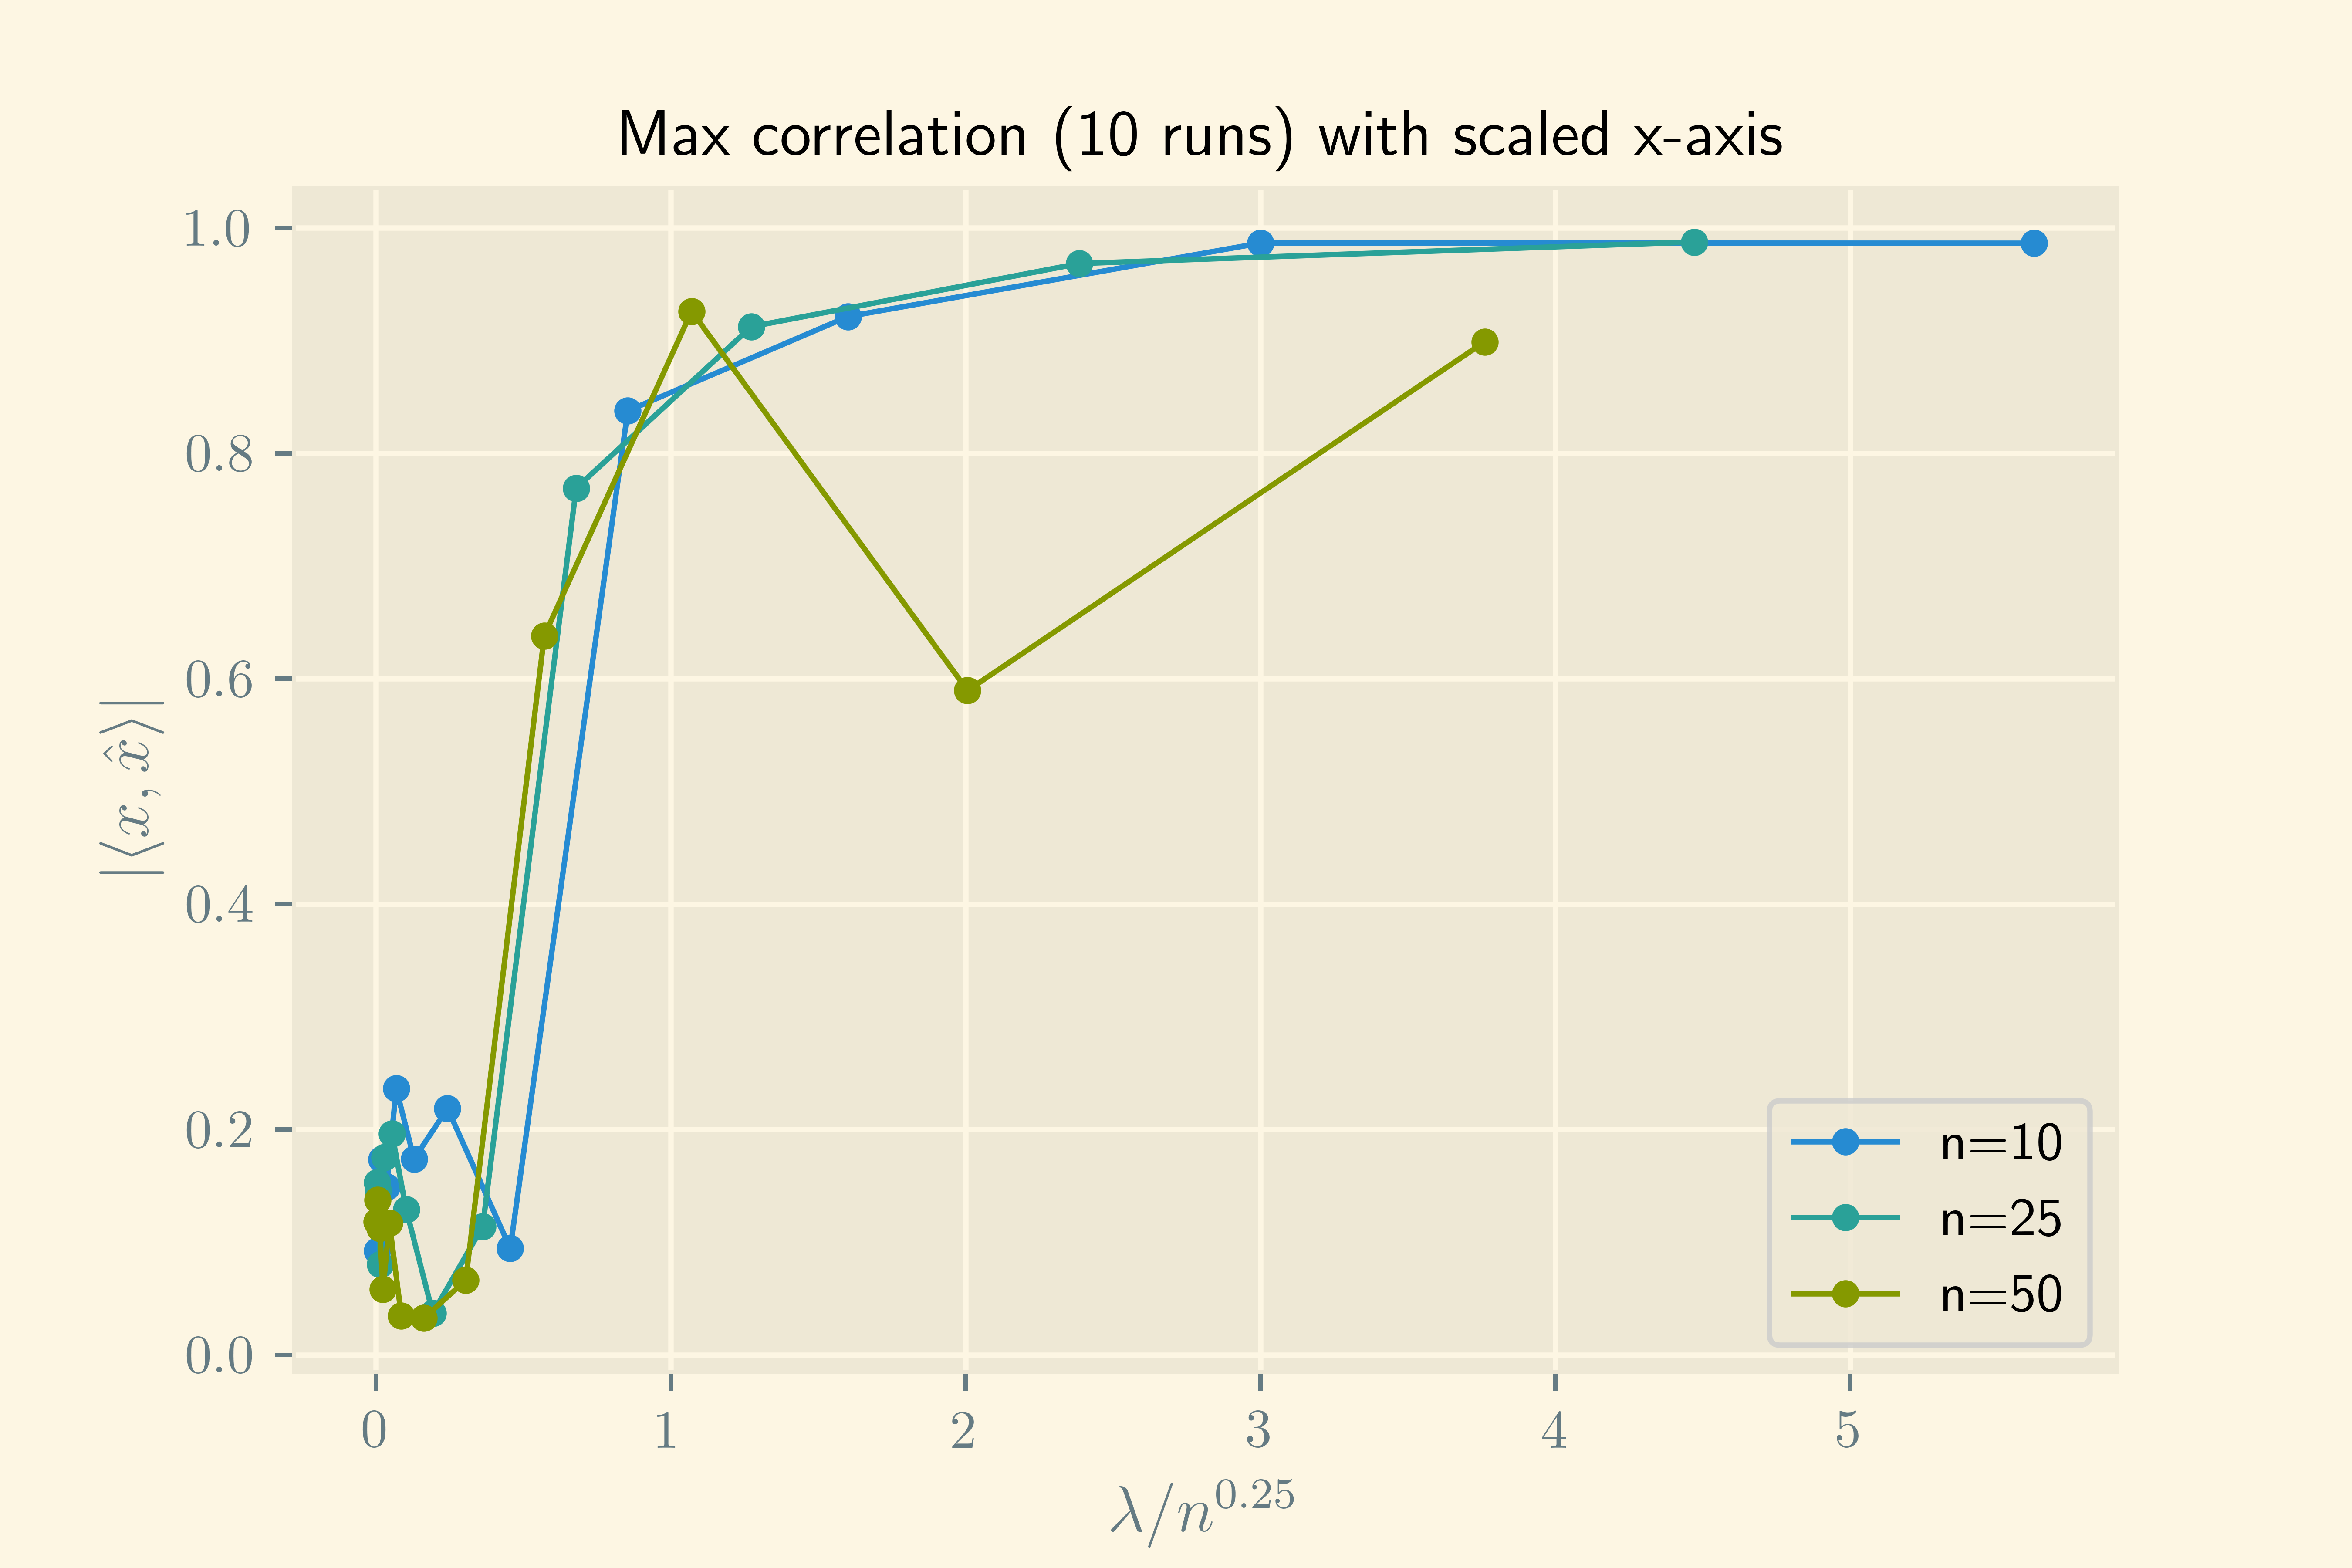 Max correlation (10 runs) with scaled x-axis
1.0
0.8
0.6
0.4
0.2
0.0
|⟨x, x̂⟩|
0 1 2 3 4 5
λ/n^0.25
n=10
n=25
n=50